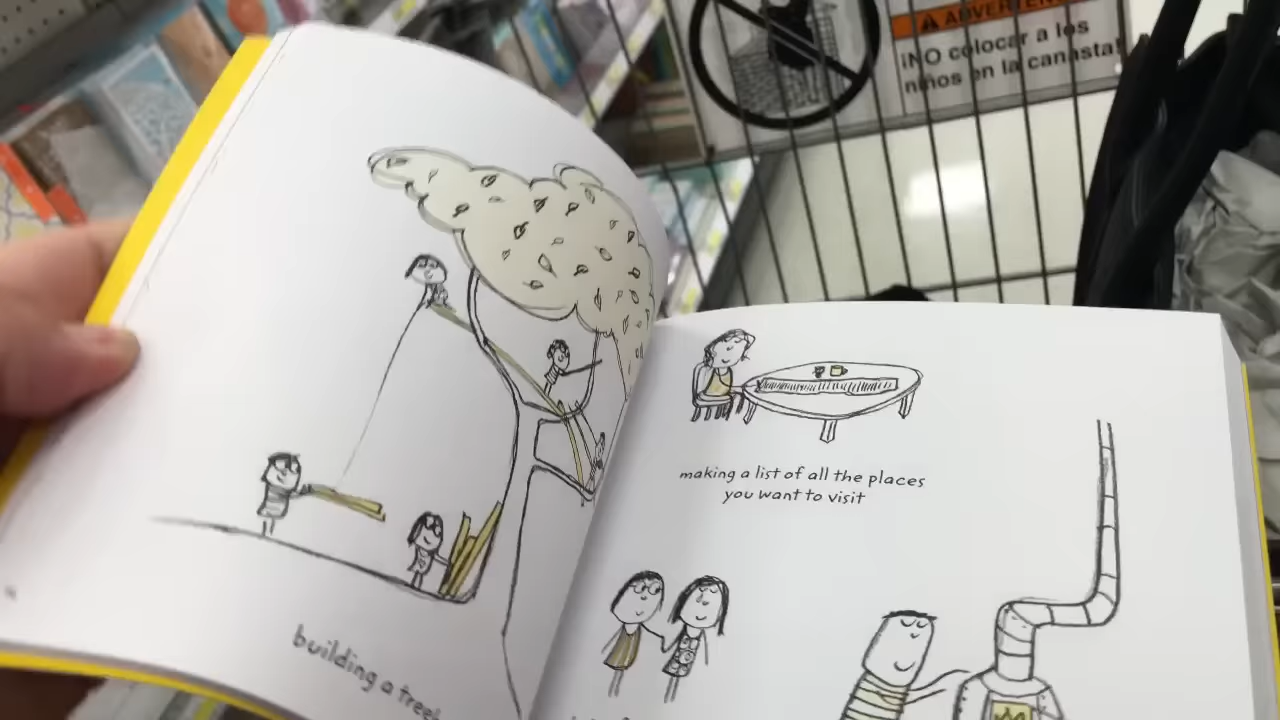 ADVERTEN
¡NO colocar a los
niños en la canasta!
building a tree
making a list of all the places
you want to visit